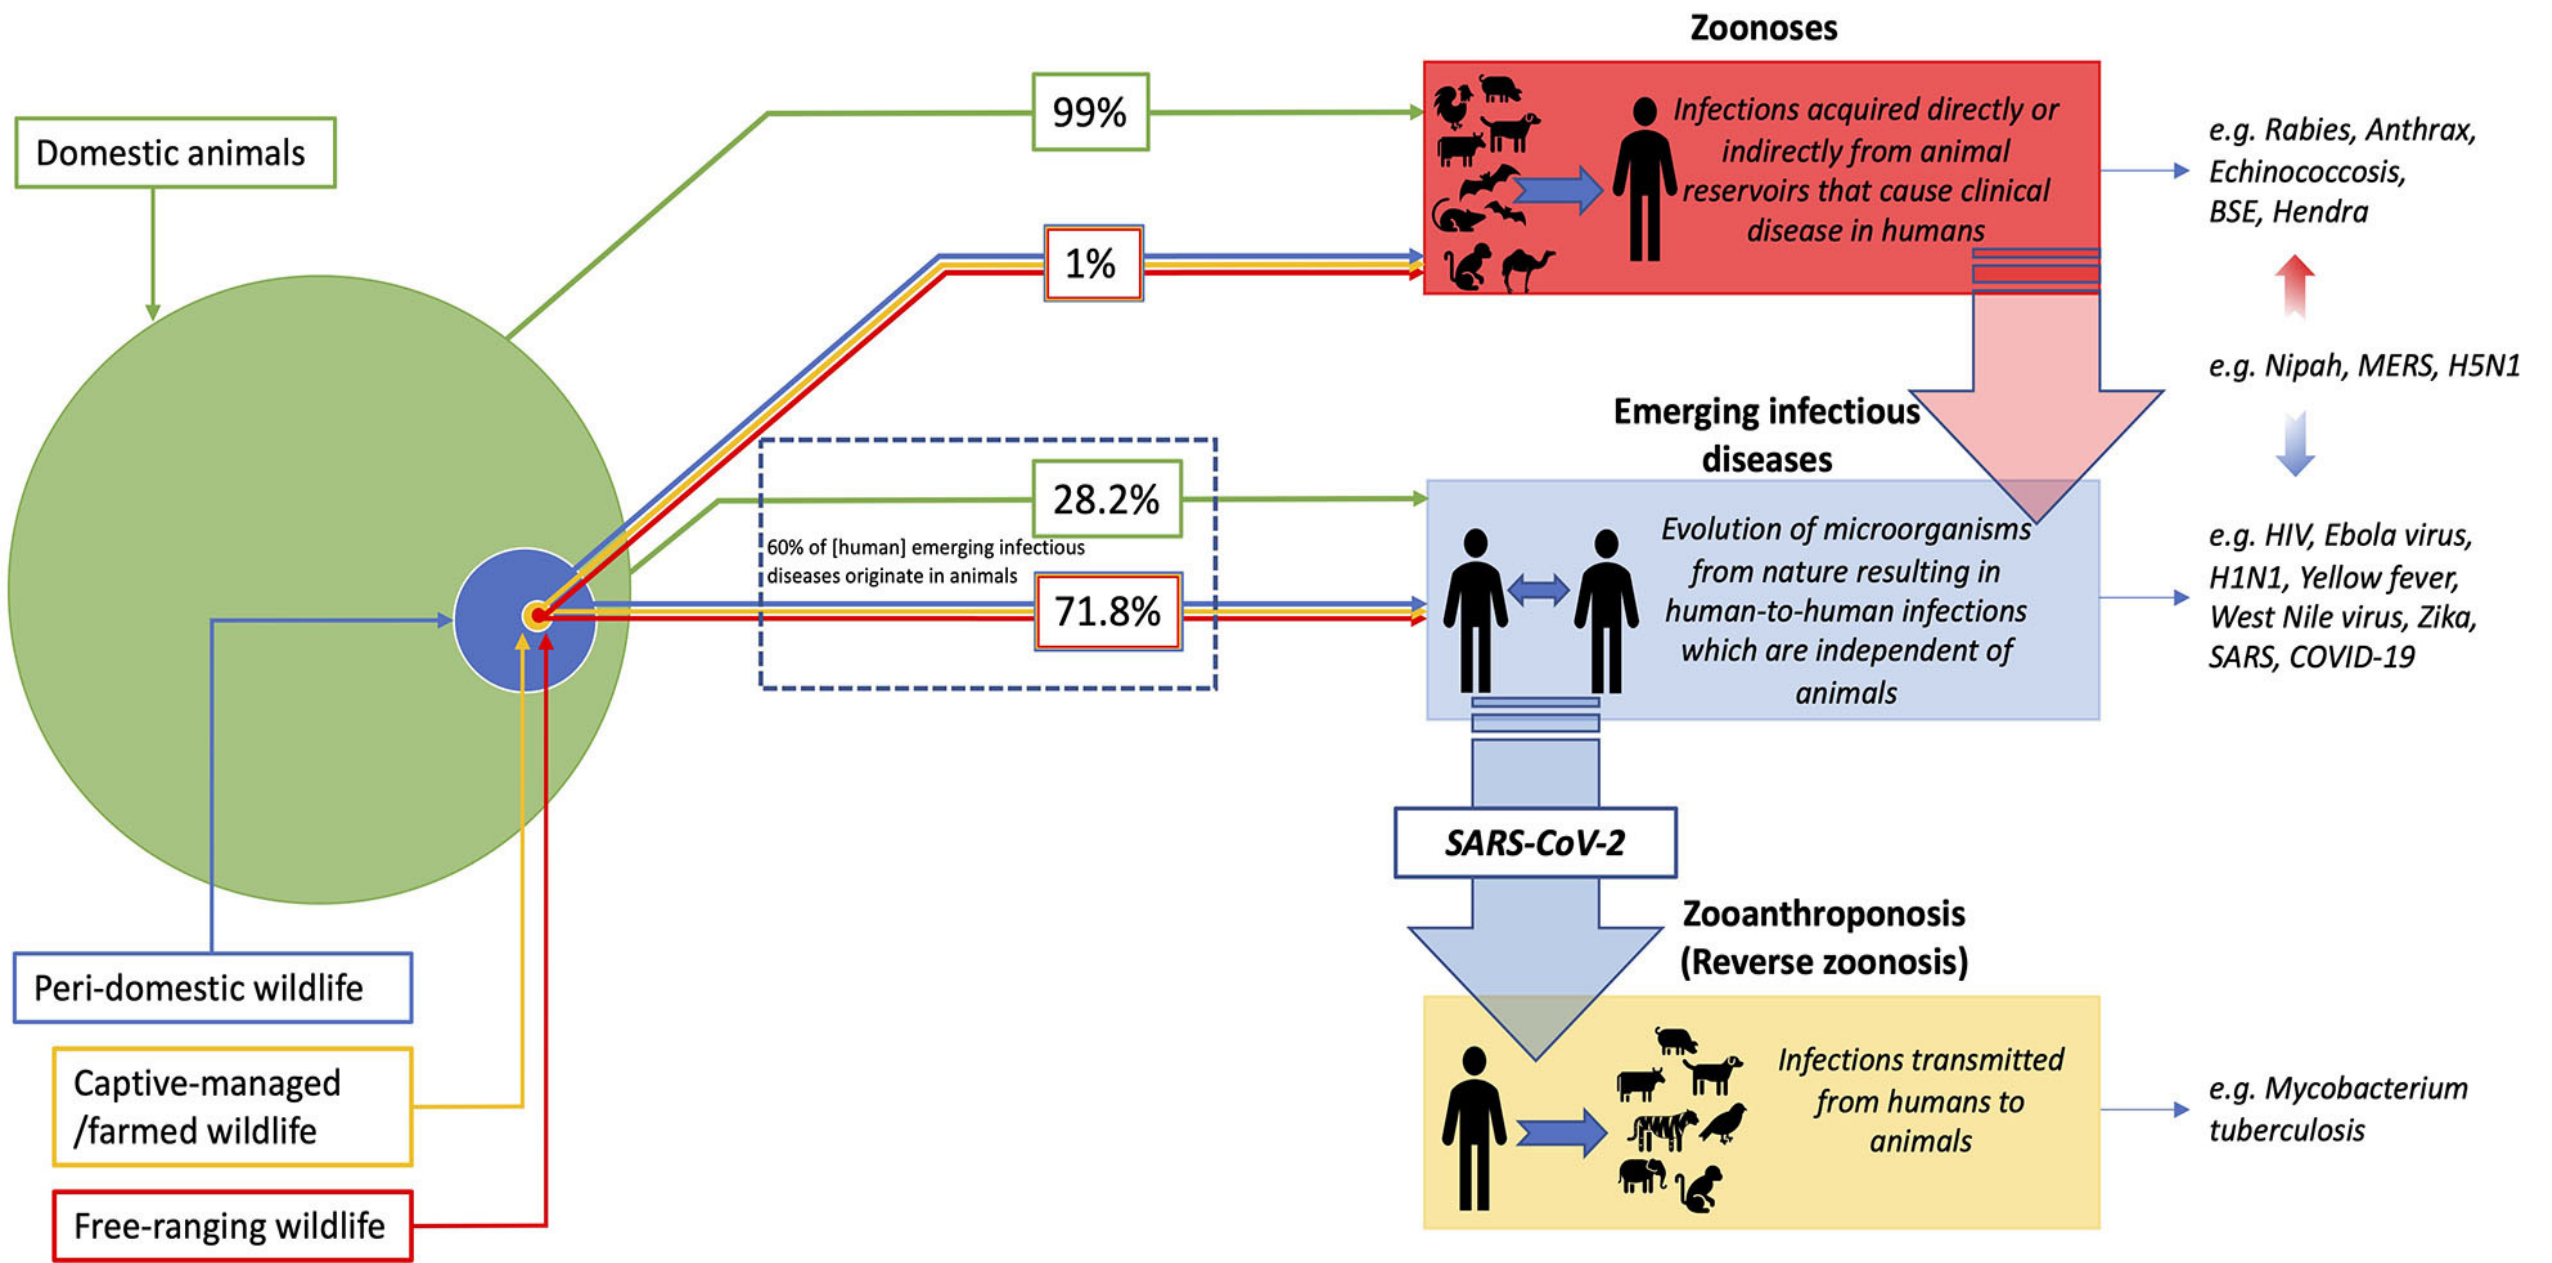 Zoonoses
Domestic animals
99%
Infections acquired directly or
indirectly from animal
reservoirs that cause clinical
disease in humans
e.g. Rabies, Anthrax,
Echinococcosis,
BSE, Hendra
1%
e.g. Nipah, MERS, H5N1
Emerging infectious
diseases
28.2%
60% of [human] emerging infectious
diseases originate in animals
71.8%
Evolution of microorganisms
from nature resulting in
human-to-human infections
which are independent of
animals
e.g. HIV, Ebola virus,
H1N1, Yellow fever,
West Nile virus, Zika,
SARS, COVID-19
SARS-CoV-2
Zooanthroponosis
(Reverse zoonosis)
Peri-domestic wildlife
Captive-managed
/farmed wildlife
Free-ranging wildlife
Infections transmitted
from humans to
animals
e.g. Mycobacterium
tuberculosis